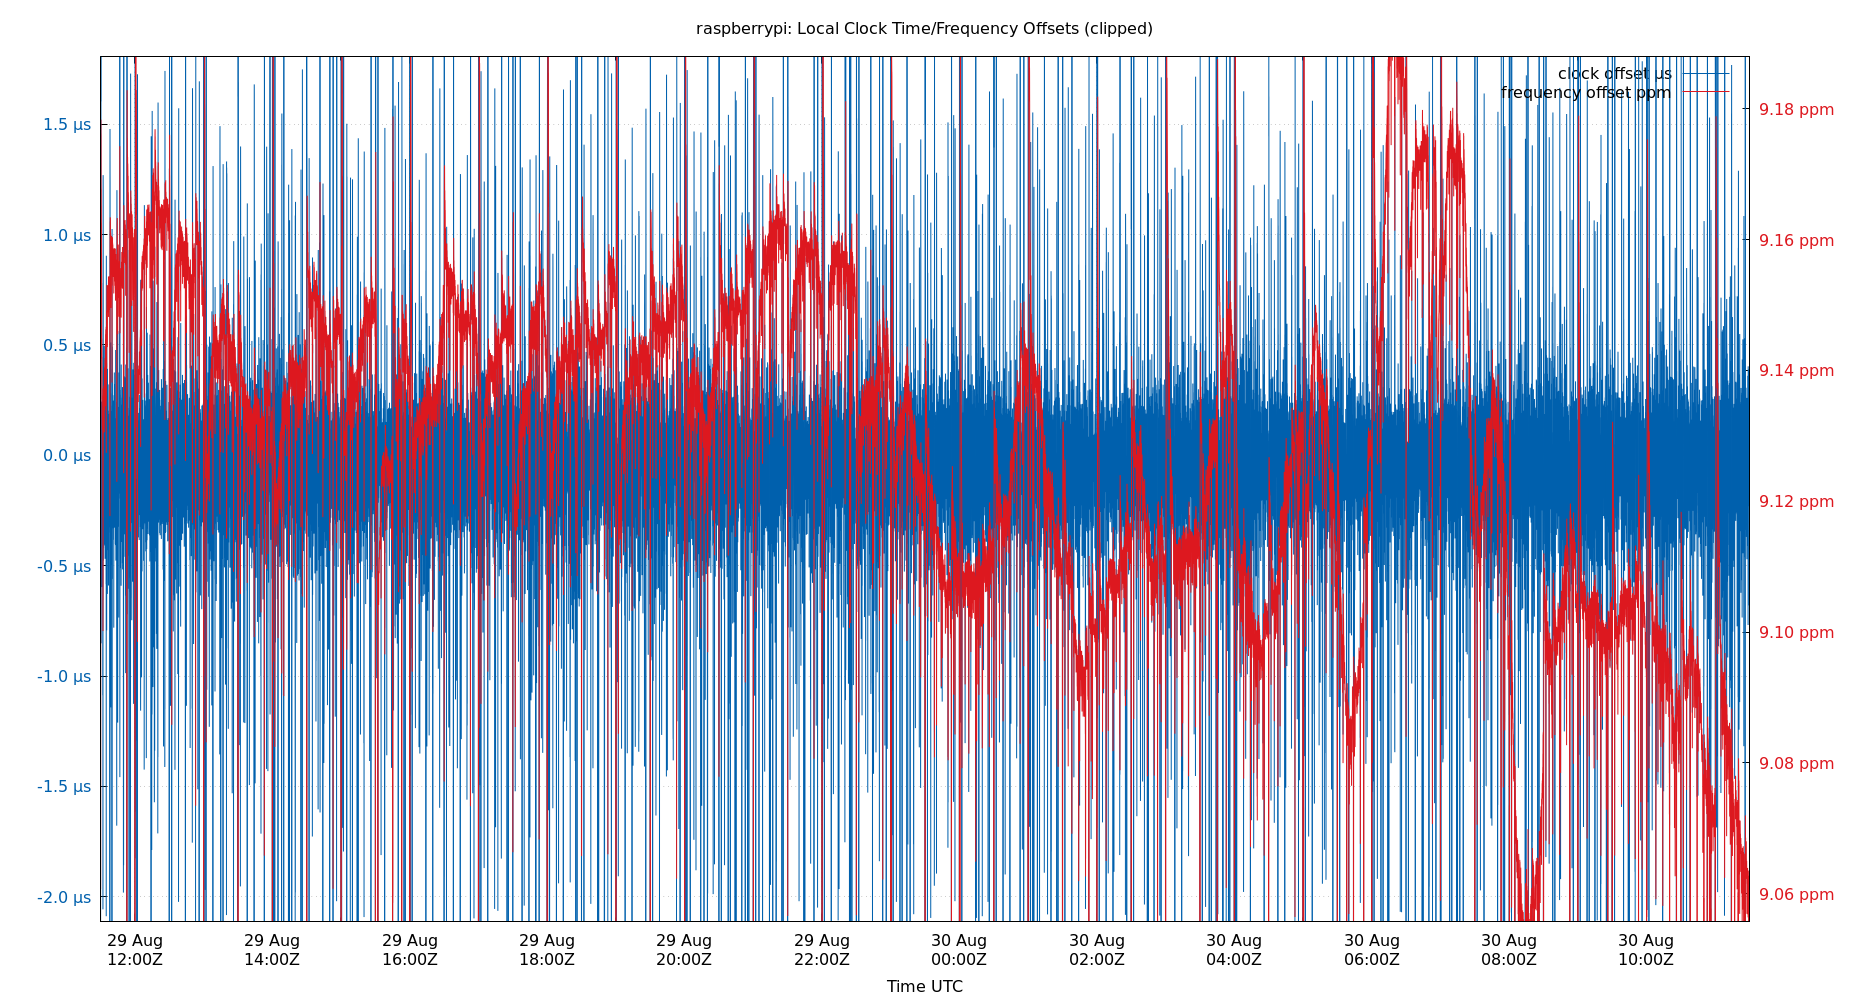 raspberrypi: Local Clock Time/Frequency Offsets (clipped)
clock offset µs
frequency offset ppm
1.5 µs
1.0 µs
0.5 µs
0.0 µs
-0.5 µs
-1.0 µs
-1.5 µs
-2.0 µs
9.18 ppm
9.16 ppm
9.14 ppm
9.12 ppm
9.10 ppm
9.08 ppm
9.06 ppm
29 Aug 29 Aug 29 Aug 29 Aug 29 Aug 29 Aug 30 Aug 30 Aug 30 Aug 30 Aug 30 Aug 30 Aug
12:00Z 14:00Z 16:00Z 18:00Z 20:00Z 22:00Z 00:00Z 02:00Z 04:00Z 06:00Z 08:00Z 10:00Z
Time UTC